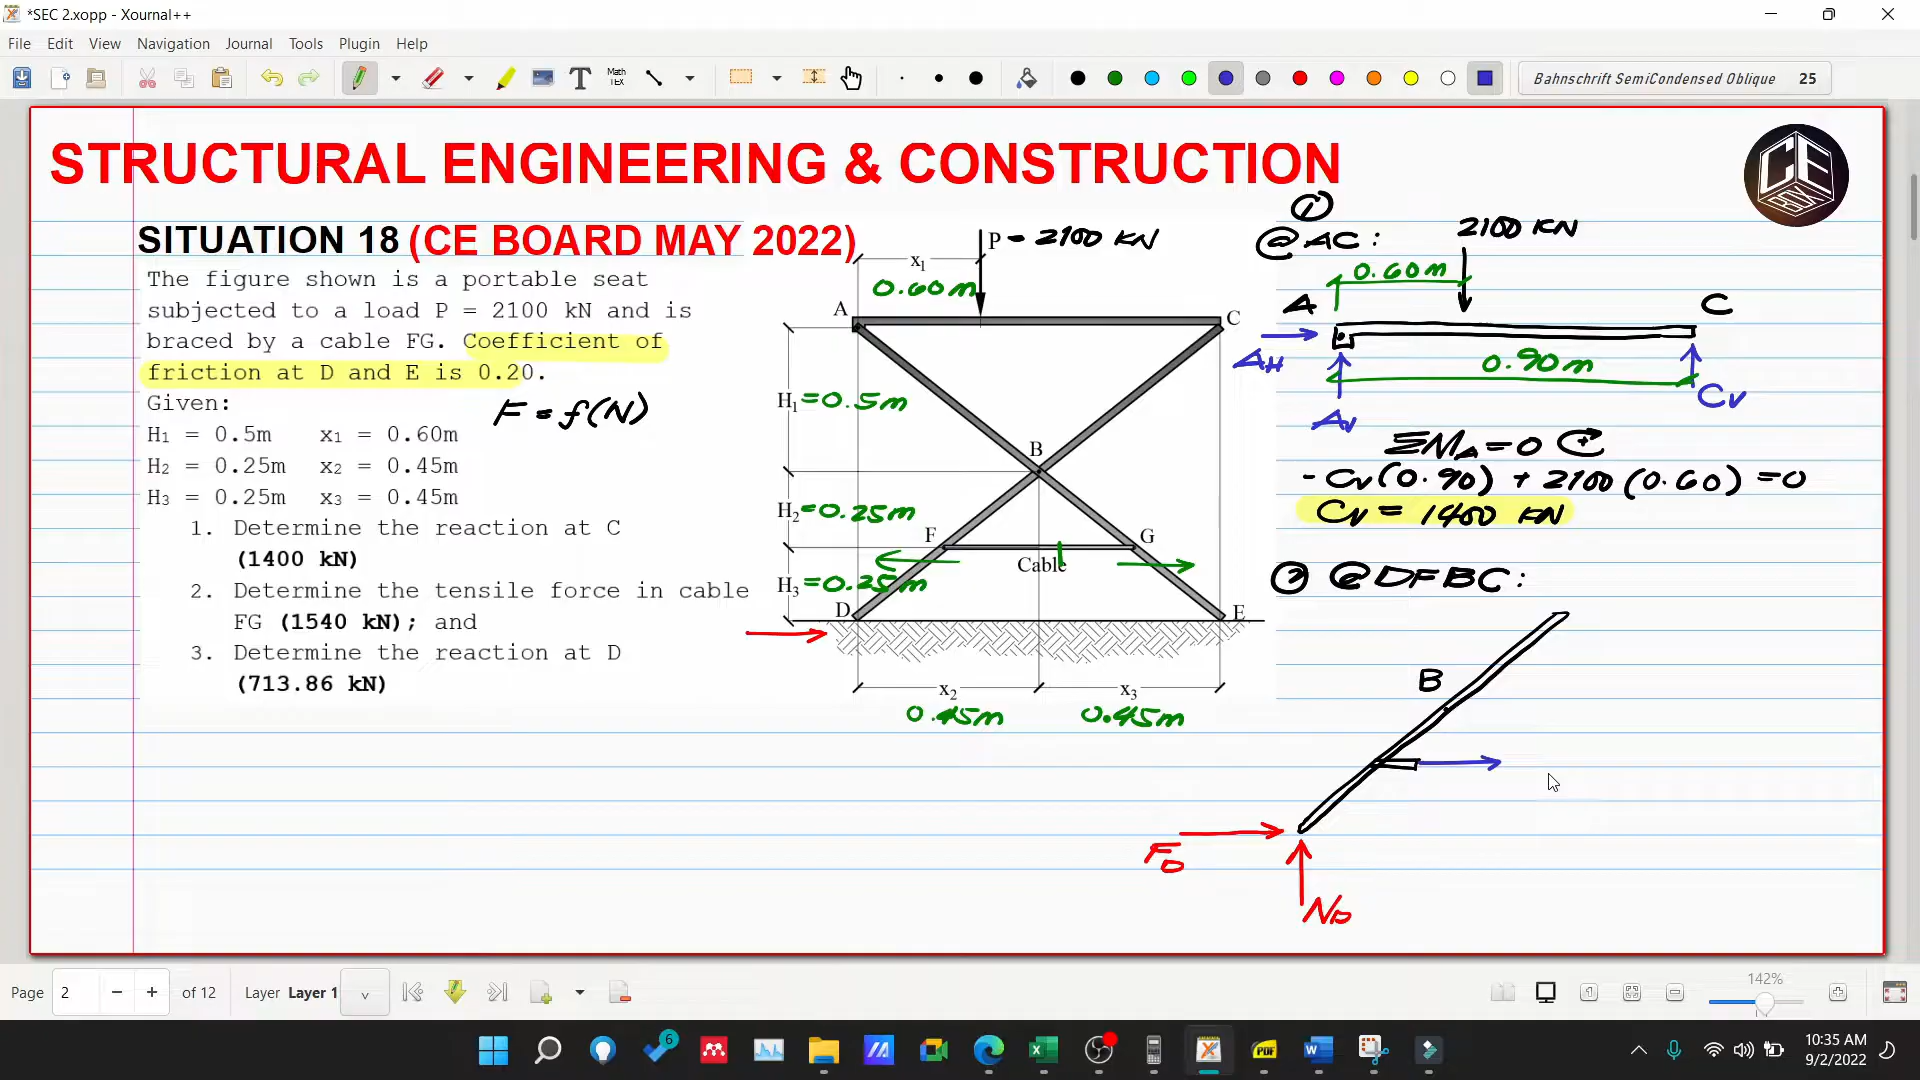 *SEC 2.xopp - Xournal++
File Edit View Navigation Journal Tools Plugin Help
Math
TEX
Bahnschrift SemiCondensed Oblique 25
STRUCTURAL ENGINEERING & CONSTRUCTION
SITUATION 18 (CE BOARD MAY 2022)
The figure shown is a portable seat
subjected to a load P = 2100 kN and is
braced by a cable FG. Coefficient of
friction at D and E is 0.20.
Given:
F = f(N)
H₁ = 0.5m x₁ = 0.60m
H₂ = 0.25m x₂ = 0.45m
H₃ = 0.25m x₃ = 0.45m
1. Determine the reaction at C
(1400 kN)
2. Determine the tensile force in cable
FG (1540 kN); and
3. Determine the reaction at D
(713.86 kN)
P = 2100 KN
x₁
0.60m
A
C
H₁ =0.5m
B
H₂ =0.25m
F
G
Cable
H₃ =0.25m
D
E
x₂
x₃
0.45m
0.45m
CE
BOX
①
@AC:
2100 KN
0.60m
A
C
AH
0.90m
Av
Cv
ΣMA = 0
-Cv(0.90) + 2100(0.60) = 0
Cv = 1400 KN
② @DFBC:
B
FD
ND
Page 2 of 12 Layer Layer 1
142%
6
PDF
10:35 AM
9/2/2022